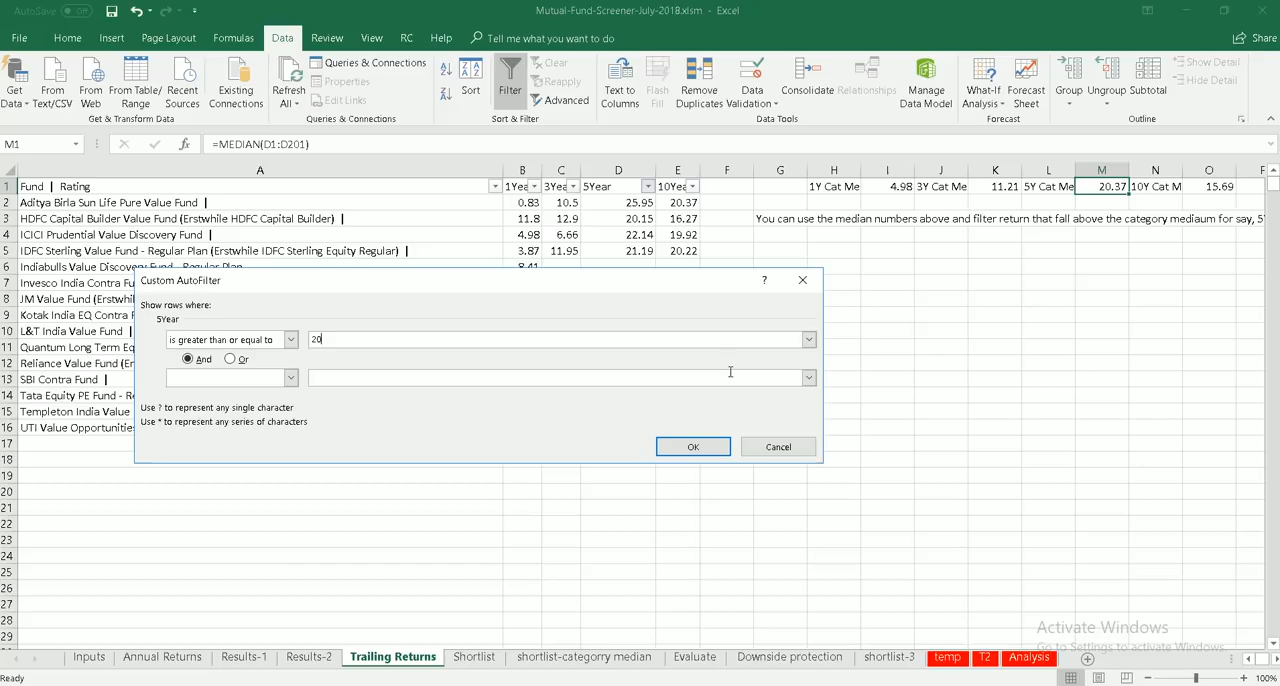 AutoSave Off Mutual-Fund-Screener-July-2018.xlsm - Excel
File Home Insert Page Layout Formulas Data Review View RC Help Tell me what you want to do Share
Get Data From Text/CSV From Web From Table/ Range Recent Sources Existing Connections Refresh All Queries & Connections Properties Edit Links Sort Filter Clear Reapply Advanced Text to Columns Flash Fill Remove Duplicates Data Validation Consolidate Relationships Manage Data Model What-If Analysis Forecast Sheet Group Ungroup Subtotal Show Detail Hide Detail
Get & Transform Data Queries & Connections Sort & Filter Data Tools Forecast Outline
M1 fx =MEDIAN(D1:D201)
A B C D E F G H I J K L M N O
1 Fund | Rating 1Yea 3Yea 5Year 10Yea 1Y Cat Me 4.98 3Y Cat Me 11.21 5Y Cat Me 20.37 10Y Cat M 15.69
2 Aditya Birla Sun Life Pure Value Fund | 0.83 10.5 25.95 20.37
3 HDFC Capital Builder Value Fund (Erstwhile HDFC Capital Builder) | 11.8 12.9 20.15 16.27 You can use the median numbers above and filter return that fall above the category mediaum for say, 5
4 ICICI Prudential Value Discovery Fund | 4.98 6.66 22.14 19.92
5 IDFC Sterling Value Fund - Regular Plan (Erstwhile IDFC Sterling Equity Regular) | 3.87 11.95 21.19 20.22
6 Indiabulls Value Discovery Fund - Regular Plan 8.41
7 Invesco India Contra Fu
8 JM Value Fund (Erstwhi
9 Kotak India EQ Contra F
10 L&T India Value Fund |
11 Quantum Long Term Eq
12 Reliance Value Fund (Er
13 SBI Contra Fund |
14 Tata Equity PE Fund - Re
15 Templeton India Value
16 UTI Value Opportunities
17
18
19
20
21
22
23
24
25
26
27
28
29
Custom AutoFilter ?
Show rows where:
5Year
is greater than or equal to 20
And Or
Use ? to represent any single character
Use * to represent any series of characters
OK Cancel
Activate Windows
Go to Settings to activate Windows.
Inputs Annual Returns Results-1 Results-2 Trailing Returns Shortlist shortlist-categorry median Evaluate Downside protection shortlist-3 temp T2 Analysis
Ready 100%